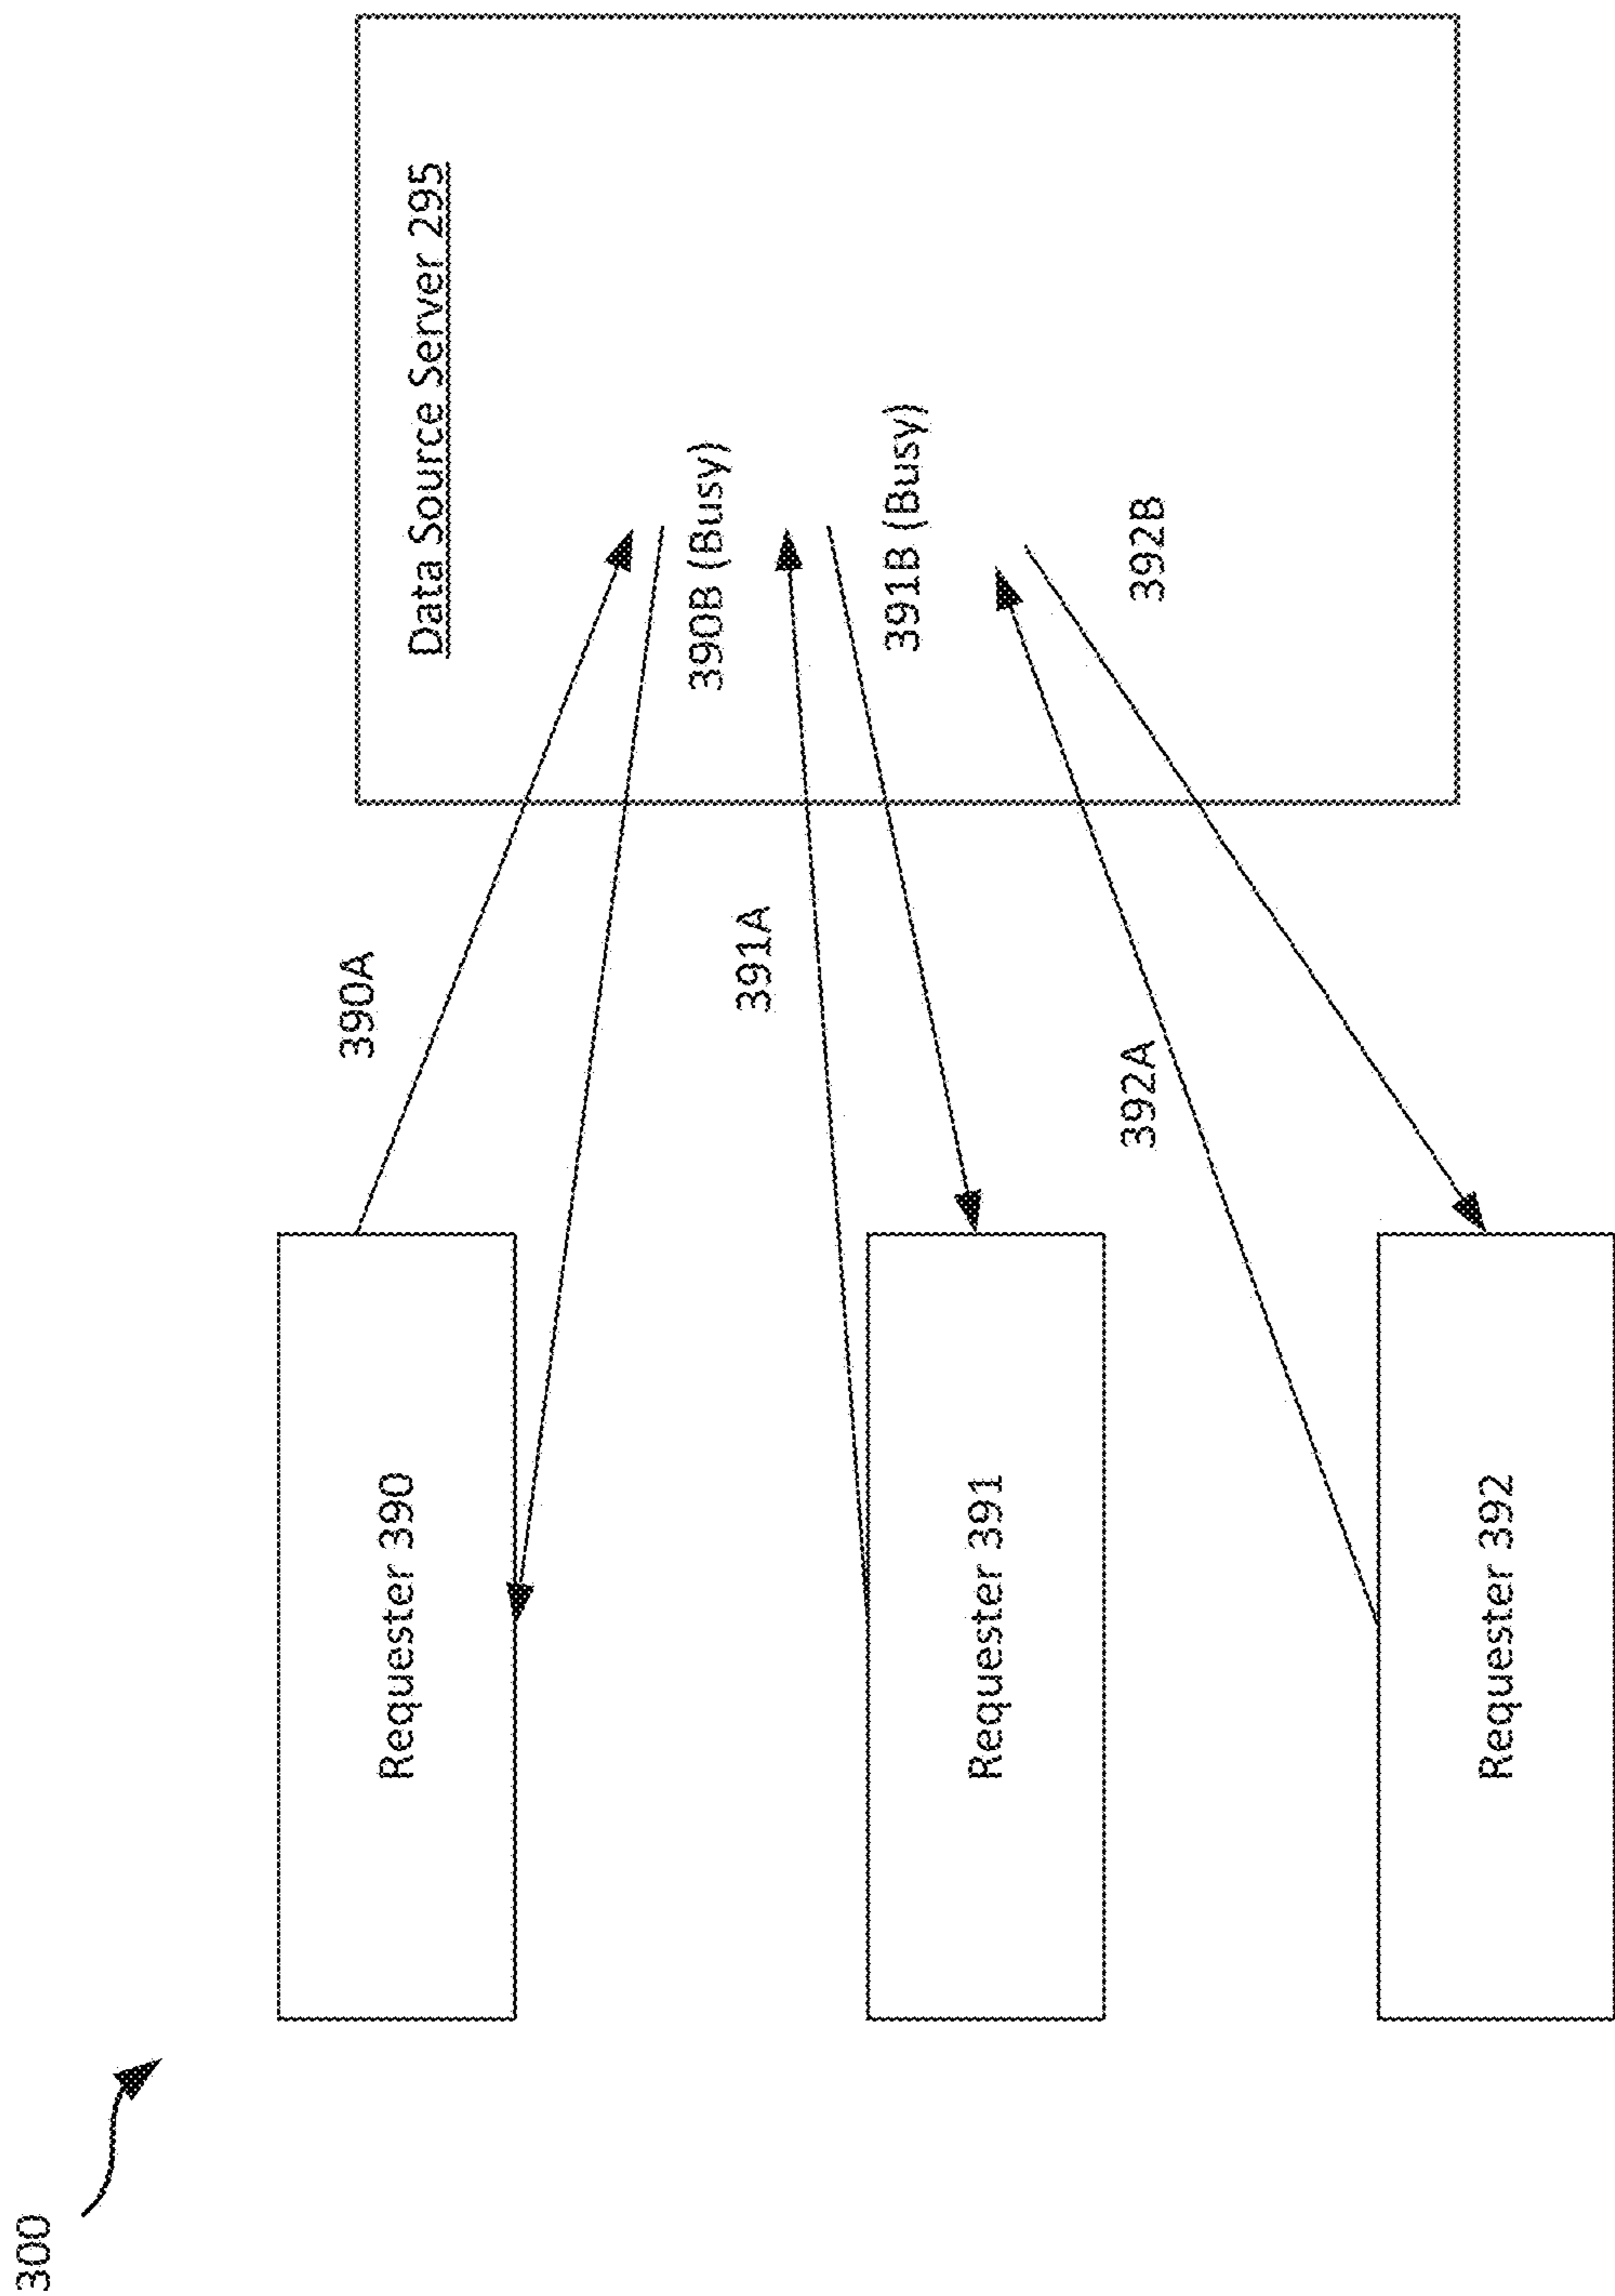 300
Data Source Server 295
Requester 390
390A
390B (Busy)
Requester 391
391A
391B (Busy)
Requester 392
392A
392B